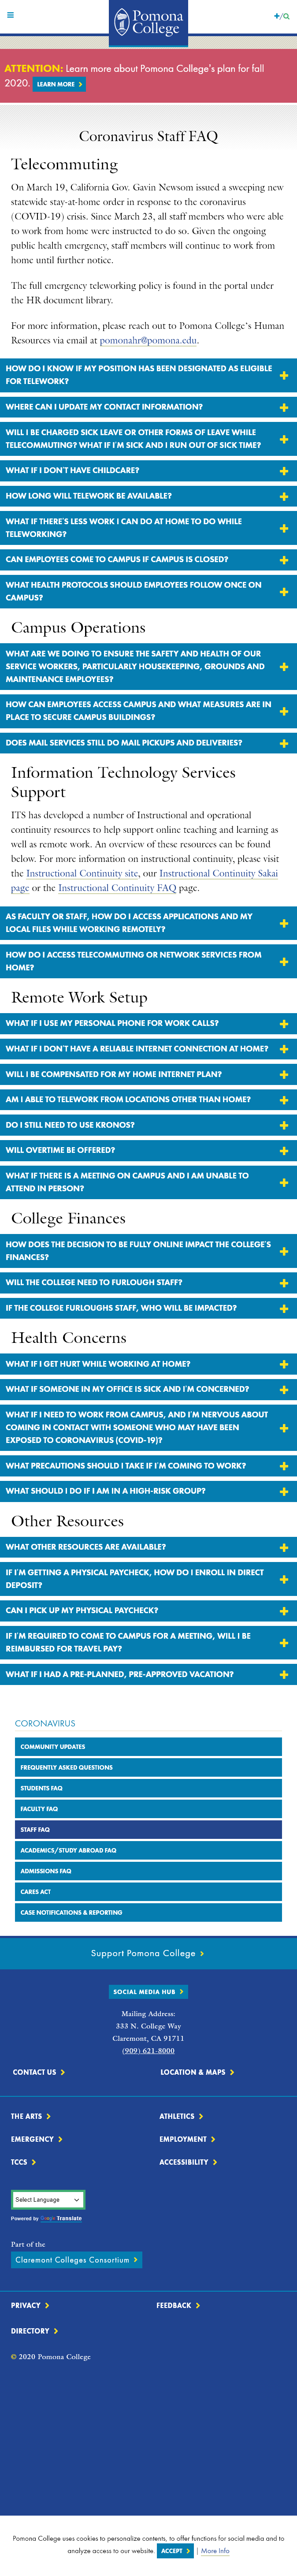 Pomona
College
/
ATTENTION: Learn more about Pomona College's plan for fall
2020. LEARN MORE
Coronavirus Staff FAQ
Telecommuting
On March 19, California Gov. Gavin Newsom issued a sweeping new
statewide stay-at-home order in response to the coronavirus
(COVID-19) crisis. Since March 23, all staff members who were able
to work from home were instructed to do so. Given the ongoing
public health emergency, staff members will continue to work from
home until further notice.
The full emergency teleworking policy is found in the portal under
the HR document library.
For more information, please reach out to Pomona College's Human
Resources via email at pomonahr@pomona.edu.
HOW DO I KNOW IF MY POSITION HAS BEEN DESIGNATED AS ELIGIBLE
FOR TELEWORK?
WHERE CAN I UPDATE MY CONTACT INFORMATION?
WILL I BE CHARGED SICK LEAVE OR OTHER FORMS OF LEAVE WHILE
TELECOMMUTING? WHAT IF I'M SICK AND I RUN OUT OF SICK TIME?
WHAT IF I DON'T HAVE CHILDCARE?
HOW LONG WILL TELEWORK BE AVAILABLE?
WHAT IF THERE'S LESS WORK I CAN DO AT HOME TO DO WHILE
TELEWORKING?
CAN EMPLOYEES COME TO CAMPUS IF CAMPUS IS CLOSED?
WHAT HEALTH PROTOCOLS SHOULD EMPLOYEES FOLLOW ONCE ON
CAMPUS?
Campus Operations
WHAT ARE WE DOING TO ENSURE THE SAFETY AND HEALTH OF OUR
SERVICE WORKERS, PARTICULARLY HOUSEKEEPING, GROUNDS AND
MAINTENANCE EMPLOYEES?
HOW CAN EMPLOYEES ACCESS CAMPUS AND WHAT MEASURES ARE IN
PLACE TO SECURE CAMPUS BUILDINGS?
DOES MAIL SERVICES STILL DO MAIL PICKUPS AND DELIVERIES?
Information Technology Services
Support
ITS has developed a number of Instructional and operational
continuity resources to help support online teaching and learning as
well as remote work. An overview of these resources can be found
below. For more information on instructional continuity, please visit
the Instructional Continuity site, our Instructional Continuity Sakai
page or the Instructional Continuity FAQ page.
AS FACULTY OR STAFF, HOW DO I ACCESS APPLICATIONS AND MY
LOCAL FILES WHILE WORKING REMOTELY?
HOW DO I ACCESS TELECOMMUTING OR NETWORK SERVICES FROM
HOME?
Remote Work Setup
WHAT IF I USE MY PERSONAL PHONE FOR WORK CALLS?
WHAT IF I DON'T HAVE A RELIABLE INTERNET CONNECTION AT HOME?
WILL I BE COMPENSATED FOR MY HOME INTERNET PLAN?
AM I ABLE TO TELEWORK FROM LOCATIONS OTHER THAN HOME?
DO I STILL NEED TO USE KRONOS?
WILL OVERTIME BE OFFERED?
WHAT IF THERE IS A MEETING ON CAMPUS AND I AM UNABLE TO
ATTEND IN PERSON?
College Finances
HOW DOES THE DECISION TO BE FULLY ONLINE IMPACT THE COLLEGE'S
FINANCES?
WILL THE COLLEGE NEED TO FURLOUGH STAFF?
IF THE COLLEGE FURLOUGHS STAFF, WHO WILL BE IMPACTED?
Health Concerns
WHAT IF I GET HURT WHILE WORKING AT HOME?
WHAT IF SOMEONE IN MY OFFICE IS SICK AND I'M CONCERNED?
WHAT IF I NEED TO WORK FROM CAMPUS, AND I'M NERVOUS ABOUT
COMING IN CONTACT WITH SOMEONE WHO MAY HAVE BEEN
EXPOSED TO CORONAVIRUS (COVID-19)?
WHAT PRECAUTIONS SHOULD I TAKE IF I'M COMING TO WORK?
WHAT SHOULD I DO IF I AM IN A HIGH-RISK GROUP?
Other Resources
WHAT OTHER RESOURCES ARE AVAILABLE?
IF I'M GETTING A PHYSICAL PAYCHECK, HOW DO I ENROLL IN DIRECT
DEPOSIT?
CAN I PICK UP MY PHYSICAL PAYCHECK?
IF I'M REQUIRED TO COME TO CAMPUS FOR A MEETING, WILL I BE
REIMBURSED FOR TRAVEL PAY?
WHAT IF I HAD A PRE-PLANNED, PRE-APPROVED VACATION?
CORONAVIRUS
COMMUNITY UPDATES
FREQUENTLY ASKED QUESTIONS
STUDENTS FAQ
FACULTY FAQ
STAFF FAQ
ACADEMICS/STUDY ABROAD FAQ
ADMISSIONS FAQ
CARES ACT
CASE NOTIFICATIONS & REPORTING
Support Pomona College
SOCIAL MEDIA HUB
Mailing Address:
333 N. College Way
Claremont, CA 91711
(909) 621-8000
CONTACT US LOCATION & MAPS
THE ARTS ATHLETICS
EMERGENCY EMPLOYMENT
TCCS ACCESSIBILITY
Select Language
Powered by Google Translate
Part of the
Claremont Colleges Consortium
PRIVACY FEEDBACK
DIRECTORY
© 2020 Pomona College
Pomona College uses cookies to personalize contents, to offer functions for social media and to
analyze access to our website. ACCEPT | More Info